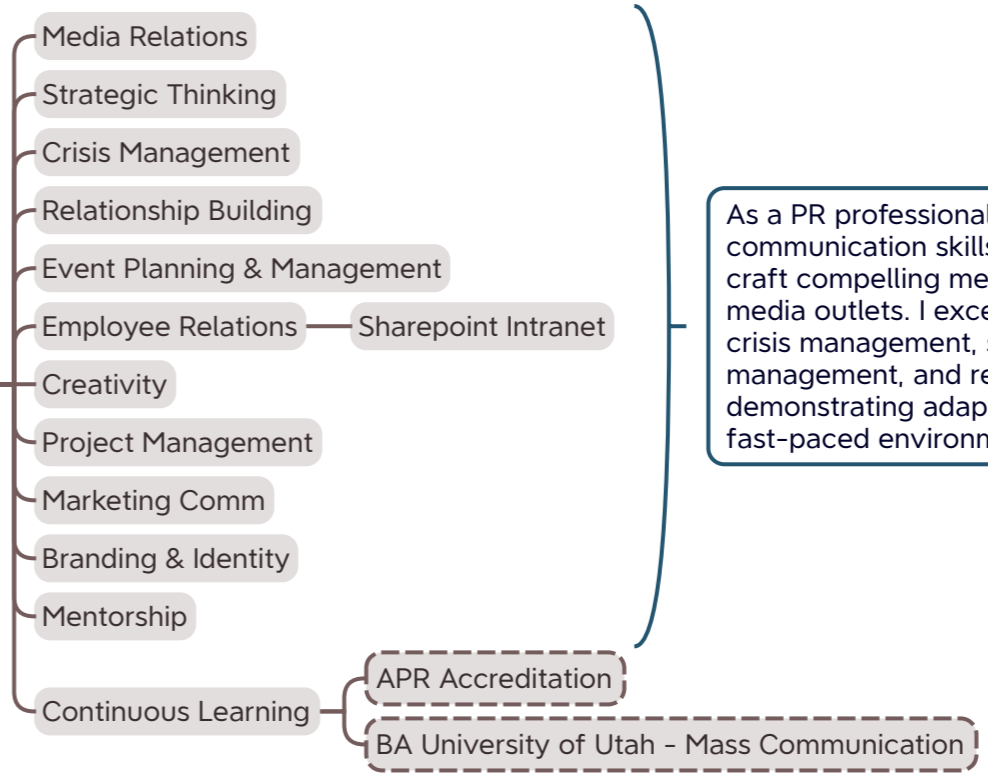 Media Relations
Strategic Thinking
Crisis Management
Relationship Building
Event Planning & Management
Employee Relations
Sharepoint Intranet
Creativity
Project Management
Marketing Comm
Branding & Identity
Mentorship
Continuous Learning
APR Accreditation
BA University of Utah - Mass Communication
As a PR professional
communication skills
craft compelling me
media outlets. I exce
crisis management, s
management, and re
demonstrating adap
fast-paced environm